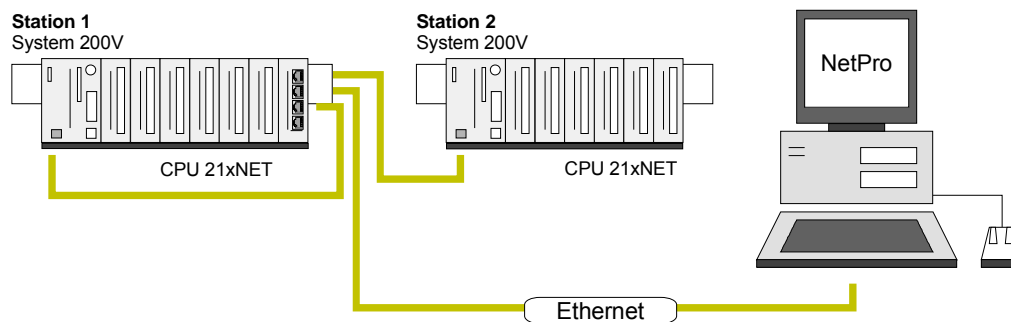 Station 1
System 200V
Station 2
System 200V
NetPro
CPU 21xNET
CPU 21xNET
Ethernet